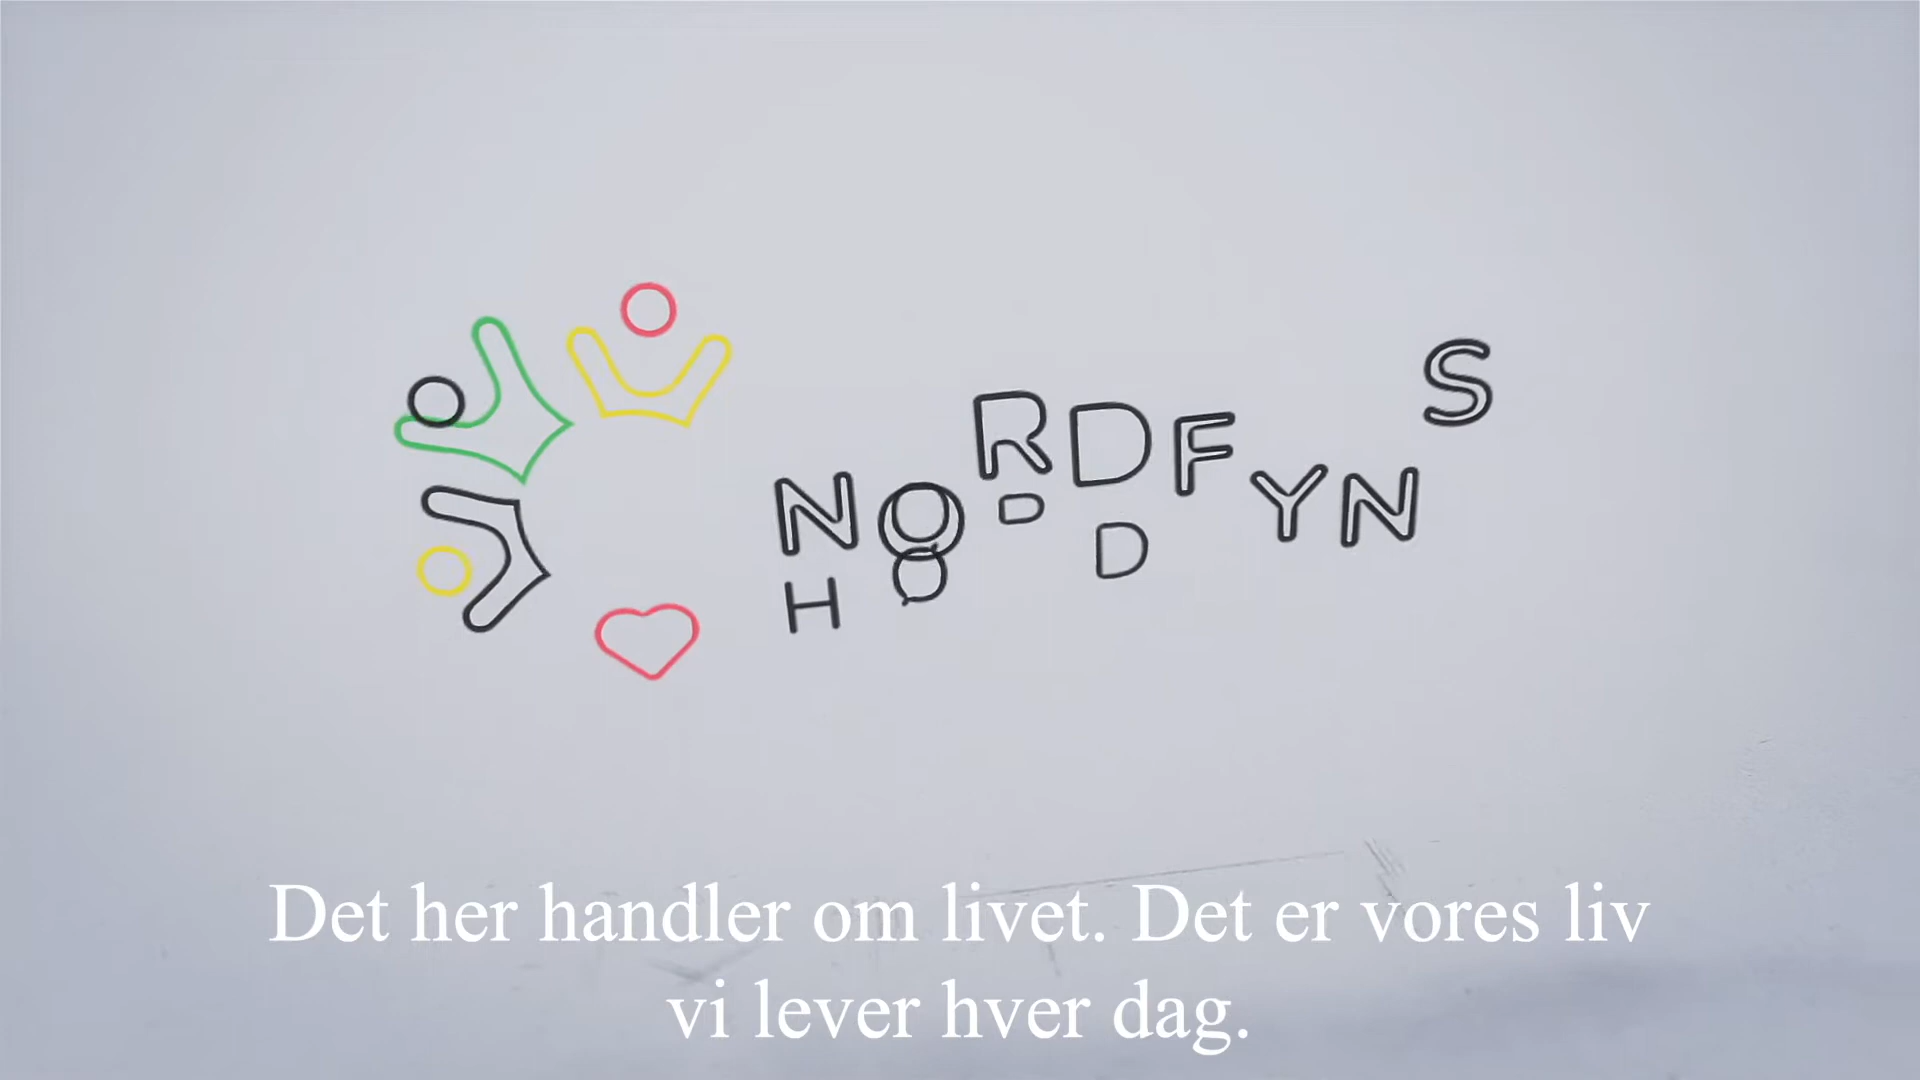 NORDFYNS
Det her handler om livet. Det er vores liv
vi lever hver dag.